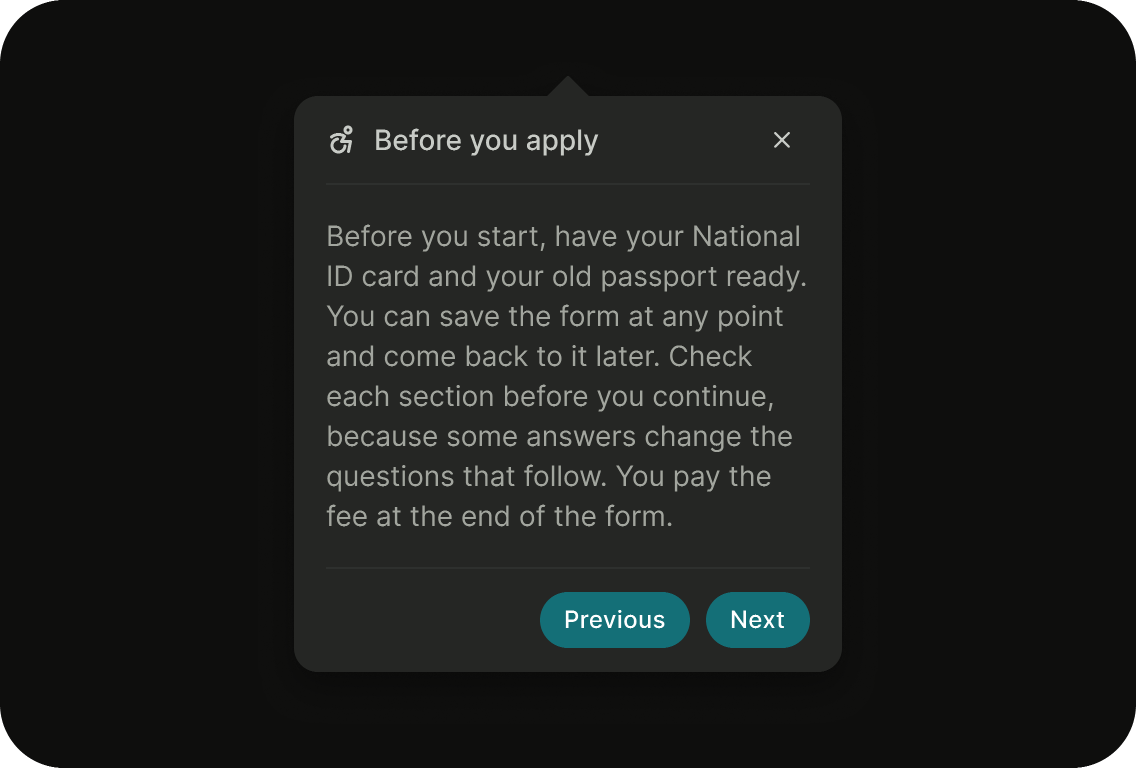 Before you apply
Before you start, have your National
ID card and your old passport ready.
You can save the form at any point
and come back to it later. Check
each section before you continue,
because some answers change the
questions that follow. You pay the
fee at the end of the form.
Previous
Next